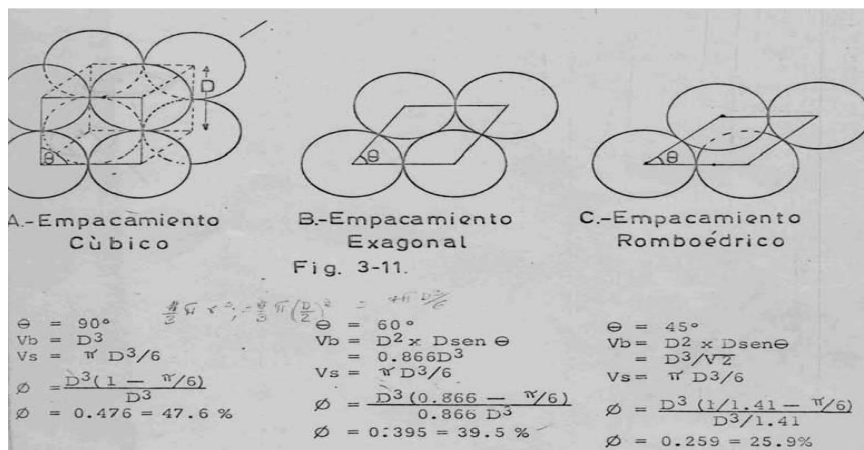 D
θ
θ
θ
A.-Empacamiento
Cùbico
B.-Empacamiento
Exagonal
C.-Empacamiento
Romboédrico
Fig. 3-11.
θ = 90°
Vb = D³
Vs = π D³/6
Ø = D³(1 — π/6)
D³
Ø = 0.476 = 47.6 %
θ = 60°
Vb = D² x Dsen θ
= 0.866D³
Vs = π D³/6
Ø = D³ (0.866 — π/6)
0.866 D³
Ø = 0.395 = 39.5 %
θ = 45°
Vb = D² x Dsenθ
= D³/√2
Vs = π D³/6
Ø = D³ (1/1.41 — π/6)
D³/1.41
Ø = 0.259 = 25.9%